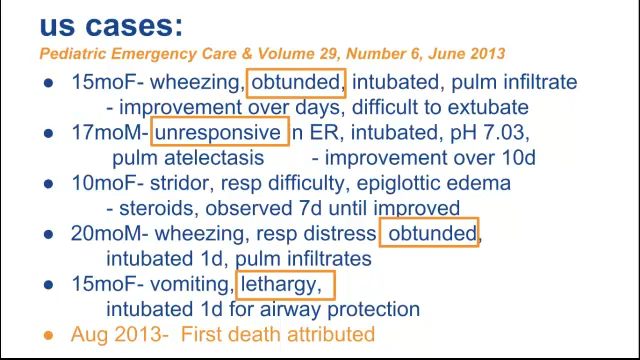 us cases:
Pediatric Emergency Care & Volume 29, Number 6, June 2013
● 15moF- wheezing, obtunded, intubated, pulm infiltrate
- improvement over days, difficult to extubate
● 17moM- unresponsive n ER, intubated, pH 7.03,
pulm atelectasis - improvement over 10d
● 10moF- stridor, resp difficulty, epiglottic edema
- steroids, observed 7d until improved
● 20moM- wheezing, resp distress obtunded,
intubated 1d, pulm infiltrates
● 15moF- vomiting, lethargy,
intubated 1d for airway protection
● Aug 2013- First death attributed